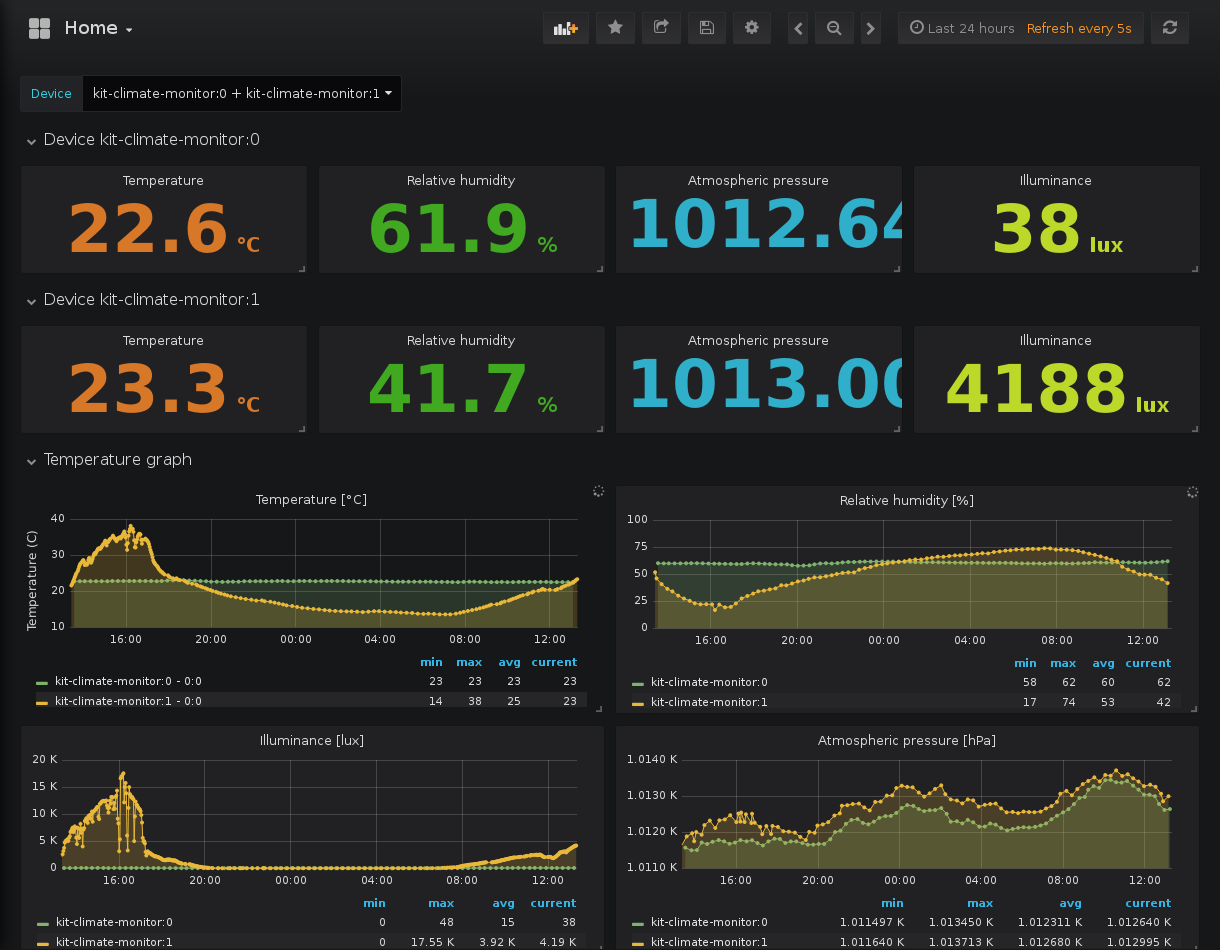 Home
Last 24 hours Refresh every 5s
Device kit-climate-monitor:0 + kit-climate-monitor:1
Device kit-climate-monitor:0
Temperature Relative humidity Atmospheric pressure Illuminance
22.6 °C 61.9 % 1012.64 38 lux
Device kit-climate-monitor:1
Temperature Relative humidity Atmospheric pressure Illuminance
23.3 °C 41.7 % 1013.00 4188 lux
Temperature graph
Temperature [°C]
Temperature (C)
40
30
20
10
16:00 20:00 00:00 04:00 08:00 12:00
min max avg current
kit-climate-monitor:0 - 0:0 23 23 23 23
kit-climate-monitor:1 - 0:0 14 38 25 23
Relative humidity [%]
100
75
50
25
0
16:00 20:00 00:00 04:00 08:00 12:00
min max avg current
kit-climate-monitor:0 58 62 60 62
kit-climate-monitor:1 17 74 53 42
Illuminance [lux]
20 K
15 K
10 K
5 K
0
16:00 20:00 00:00 04:00 08:00 12:00
min max avg current
kit-climate-monitor:0 0 48 15 38
kit-climate-monitor:1 0 17.55 K 3.92 K 4.19 K
Atmospheric pressure [hPa]
1.0140 K
1.0130 K
1.0120 K
1.0110 K
16:00 20:00 00:00 04:00 08:00 12:00
min max avg current
kit-climate-monitor:0 1.011497 K 1.013450 K 1.012311 K 1.012640 K
kit-climate-monitor:1 1.011640 K 1.013713 K 1.012680 K 1.012995 K